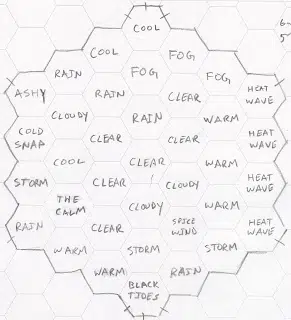 COOL
COOL
FOG
RAIN
FOG
FOG
ASHY
RAIN
CLEAR
HEAT
WAVE
CLOUDY
RAIN
WARM
COLD
SNAP
CLEAR
CLEAR
HEAT
WAVE
COOL
CLEAR
WARM
STORM
CLEAR
CLOUDY
HEAT
WAVE
THE
CALM
CLOUDY
WARM
RAIN
CLEAR
SPICE
WIND
HEAT
WAVE
WARM
STORM
STORM
WARM
RAIN
BLACK
TIDES